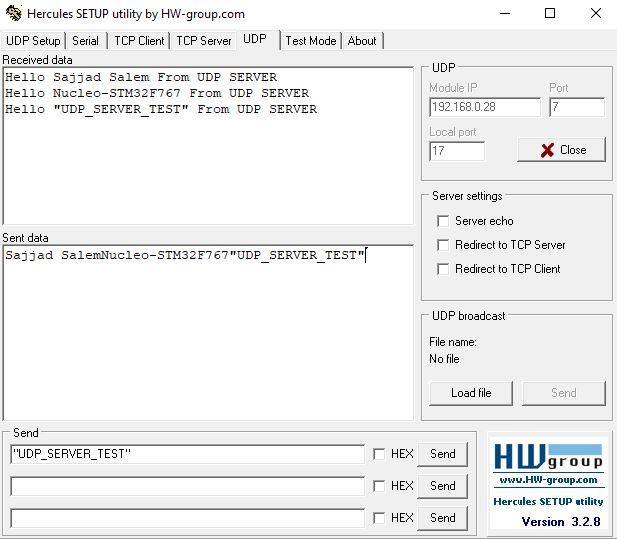 Hercules SETUP utility by HW-group.com
UDP Setup Serial TCP Client TCP Server UDP Test Mode About
Received data
Hello Sajjad Salem From UDP SERVER
Hello Nucleo-STM32F767 From UDP SERVER
Hello "UDP_SERVER_TEST" From UDP SERVER
Sent data
Sajjad SalemNucleo-STM32F767"UDP_SERVER_TEST"
UDP
Module IP Port
192.168.0.28 7
Local port
17 Close
Server settings
Server echo
Redirect to TCP Server
Redirect to TCP Client
UDP broadcast
File name:
No file
Load file Send
Send
"UDP_SERVER_TEST" HEX Send
HEX Send
HEX Send
HW group
www.HW-group.com
Hercules SETUP utility
Version 3.2.8